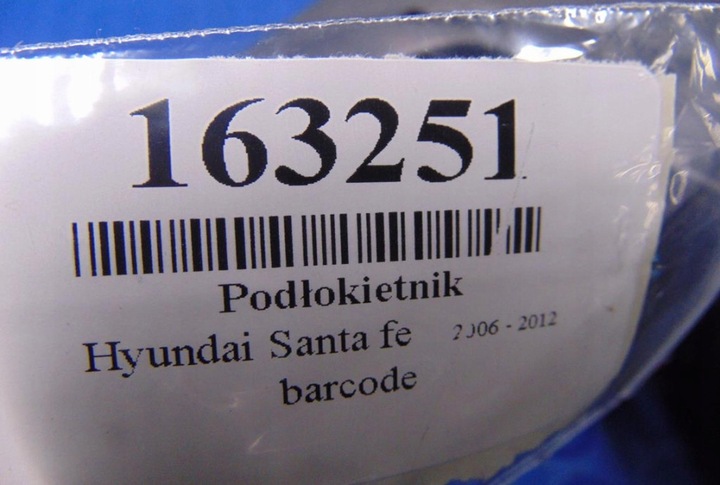 163251
Podłokietnik
Hyundai Santa fe 2006 - 2012
barcode